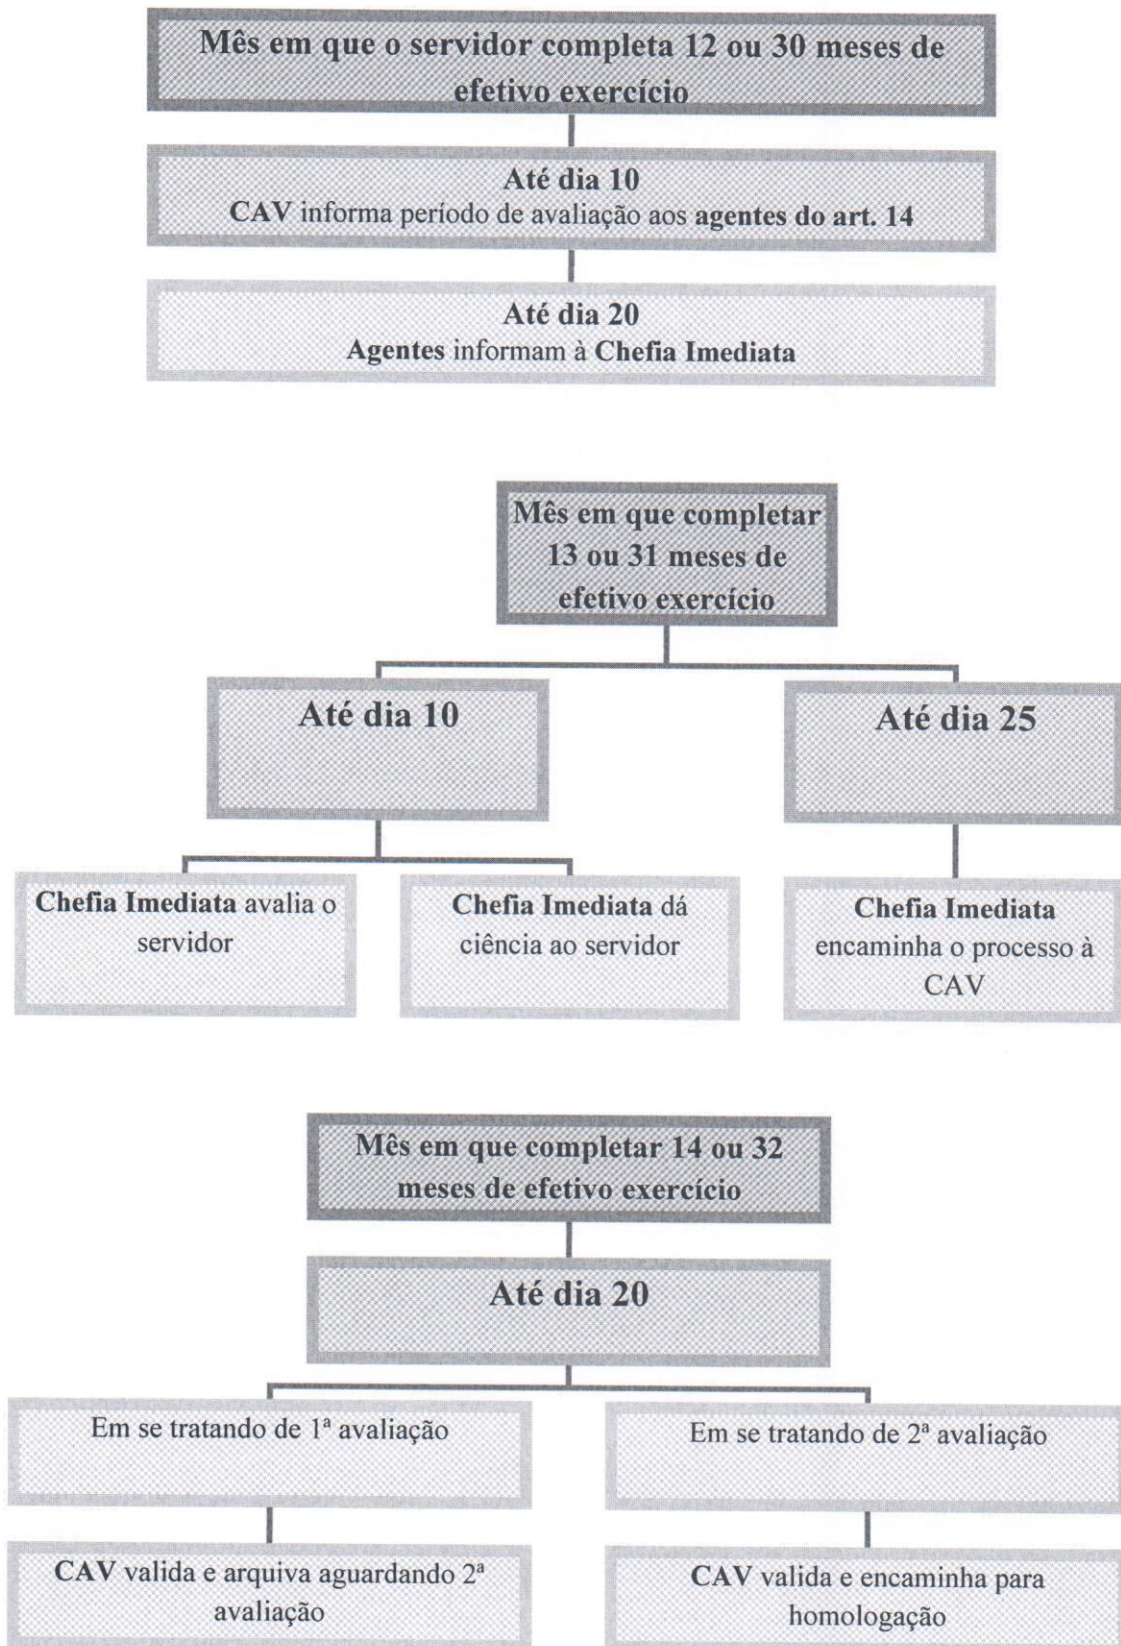 Mês em que o servidor completa 12 ou 30 meses de
efetivo exercício
Até dia 10
CAV informa período de avaliação aos agentes do art. 14
Até dia 20
Agentes informam à Chefia Imediata
Mês em que completar
13 ou 31 meses de
efetivo exercício
Até dia 10
Até dia 25
Chefia Imediata avalia o
servidor
Chefia Imediata dá
ciência ao servidor
Chefia Imediata
encaminha o processo à
CAV
Mês em que completar 14 ou 32
meses de efetivo exercício
Até dia 20
Em se tratando de 1ª avaliação
Em se tratando de 2ª avaliação
CAV valida e arquiva aguardando 2ª
avaliação
CAV valida e encaminha para
homologação